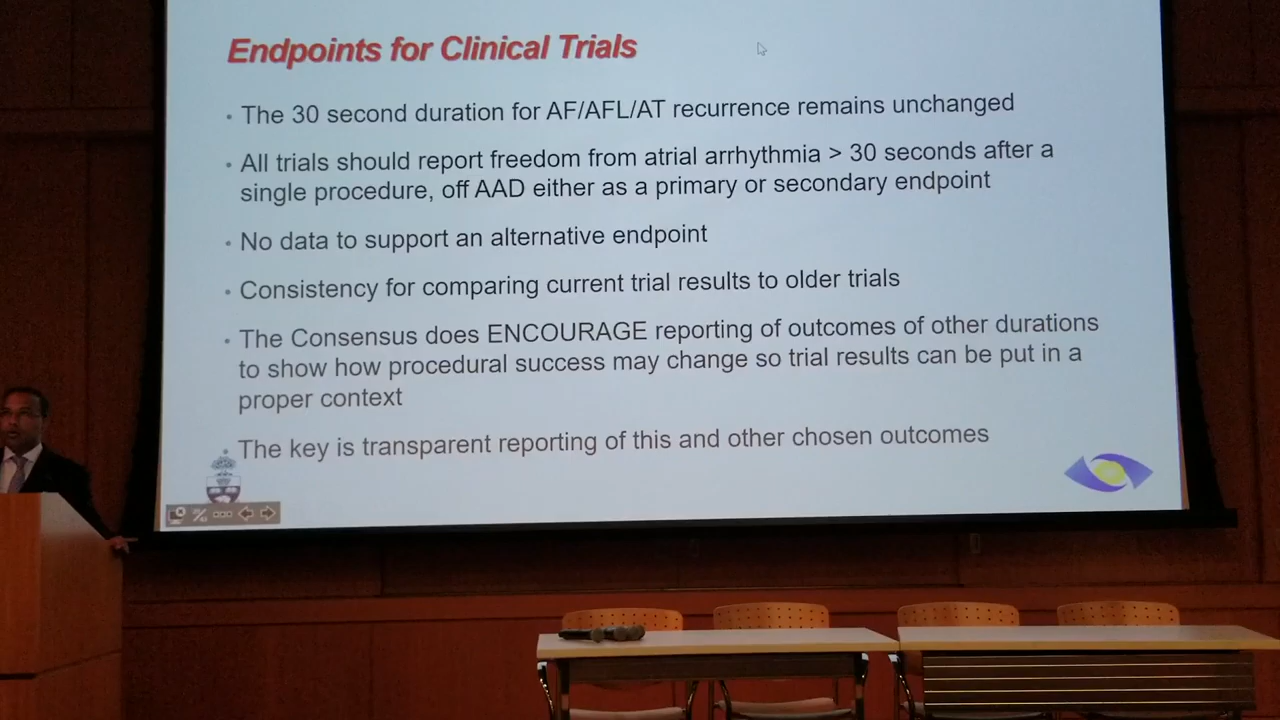 Endpoints for Clinical Trials
• The 30 second duration for AF/AFL/AT recurrence remains unchanged
• All trials should report freedom from atrial arrhythmia > 30 seconds after a
single procedure, off AAD either as a primary or secondary endpoint
• No data to support an alternative endpoint
• Consistency for comparing current trial results to older trials
• The Consensus does ENCOURAGE reporting of outcomes of other durations
to show how procedural success may change so trial results can be put in a
proper context
• The key is transparent reporting of this and other chosen outcomes